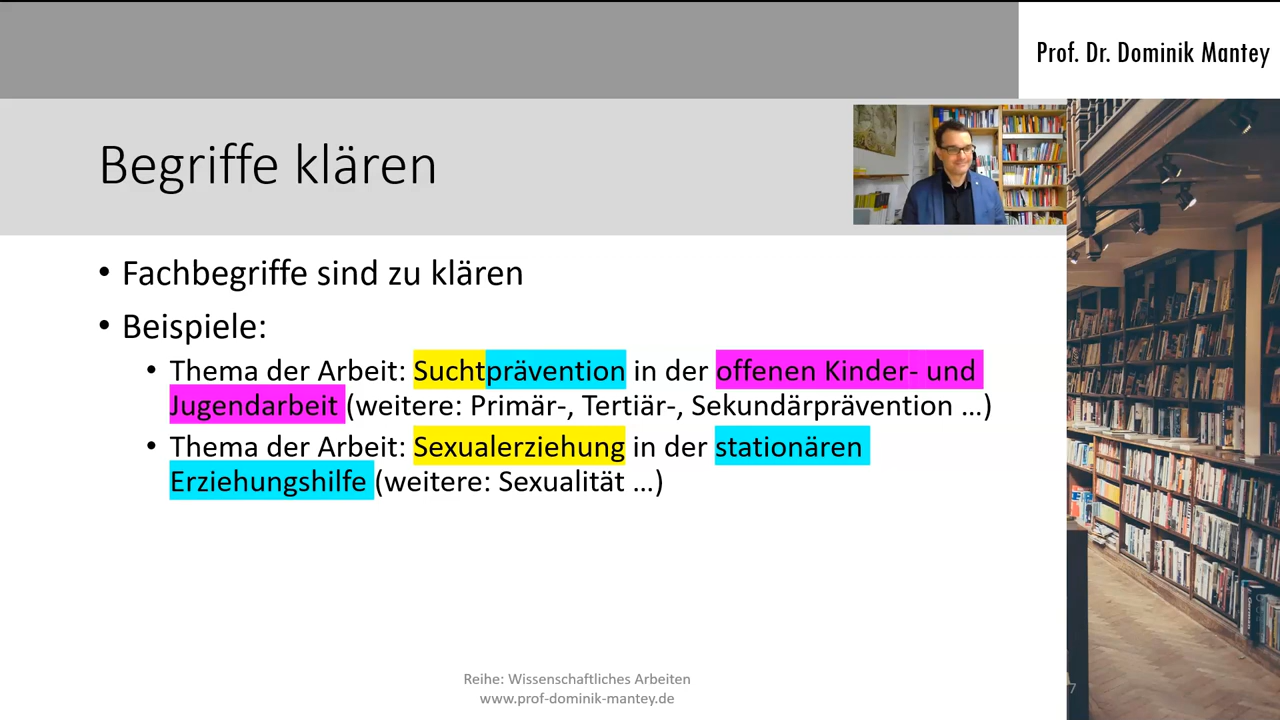 Prof. Dr. Dominik Mantey
Begriffe klären
• Fachbegriffe sind zu klären
• Beispiele:
• Thema der Arbeit: Suchtprävention in der offenen Kinder- und
Jugendarbeit (weitere: Primär-, Tertiär-, Sekundärprävention …)
• Thema der Arbeit: Sexualerziehung in der stationären
Erziehungshilfe (weitere: Sexualität …)
Reihe: Wissenschaftliches Arbeiten
www.prof-dominik-mantey.de
7